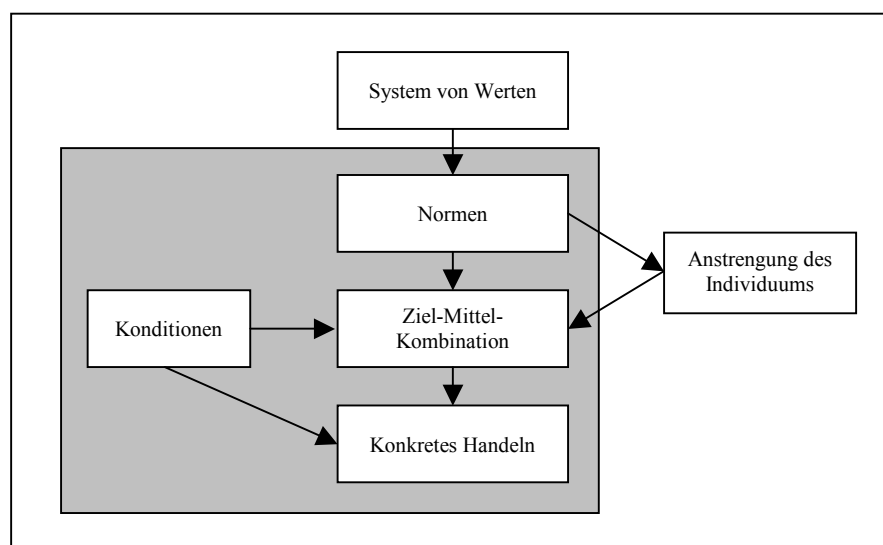 System von Werten
Normen
Anstrengung des
Individuums
Konditionen
Ziel-Mittel-
Kombination
Konkretes Handeln